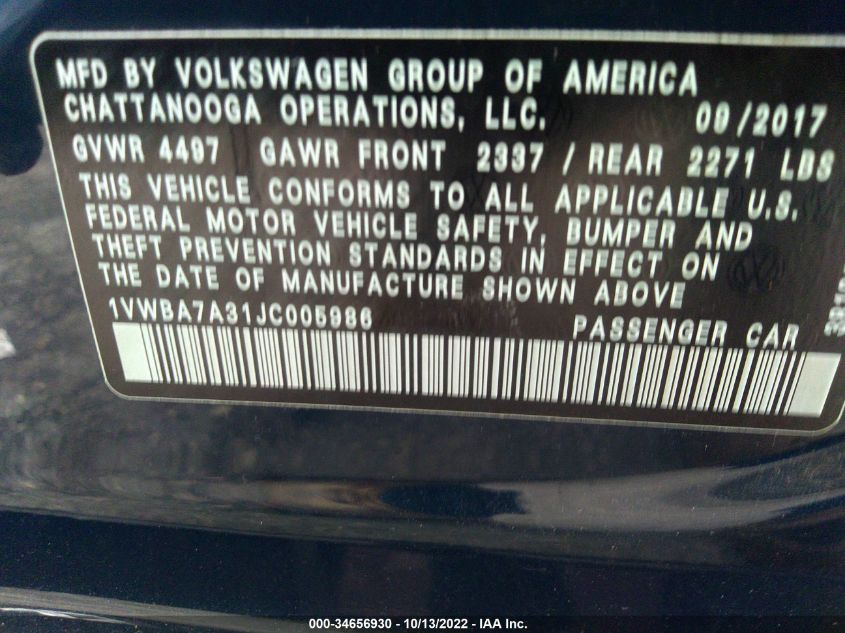 MFD BY VOLKSWAGEN GROUP OF AMERICA
CHATTANOOGA OPERATIONS, LLC. 09/2017
GVWR 4497 GAWR FRONT 2337 / REAR 2271 LBS
THIS VEHICLE CONFORMS TO ALL APPLICABLE U.S.
FEDERAL MOTOR VEHICLE SAFETY, BUMPER AND
THEFT PREVENTION STANDARDS IN EFFECT ON
THE DATE OF MANUFACTURE SHOWN ABOVE
1VWBA7A31JC005986 PASSENGER CAR
000-34656930 - 10/13/2022 - IAA Inc.